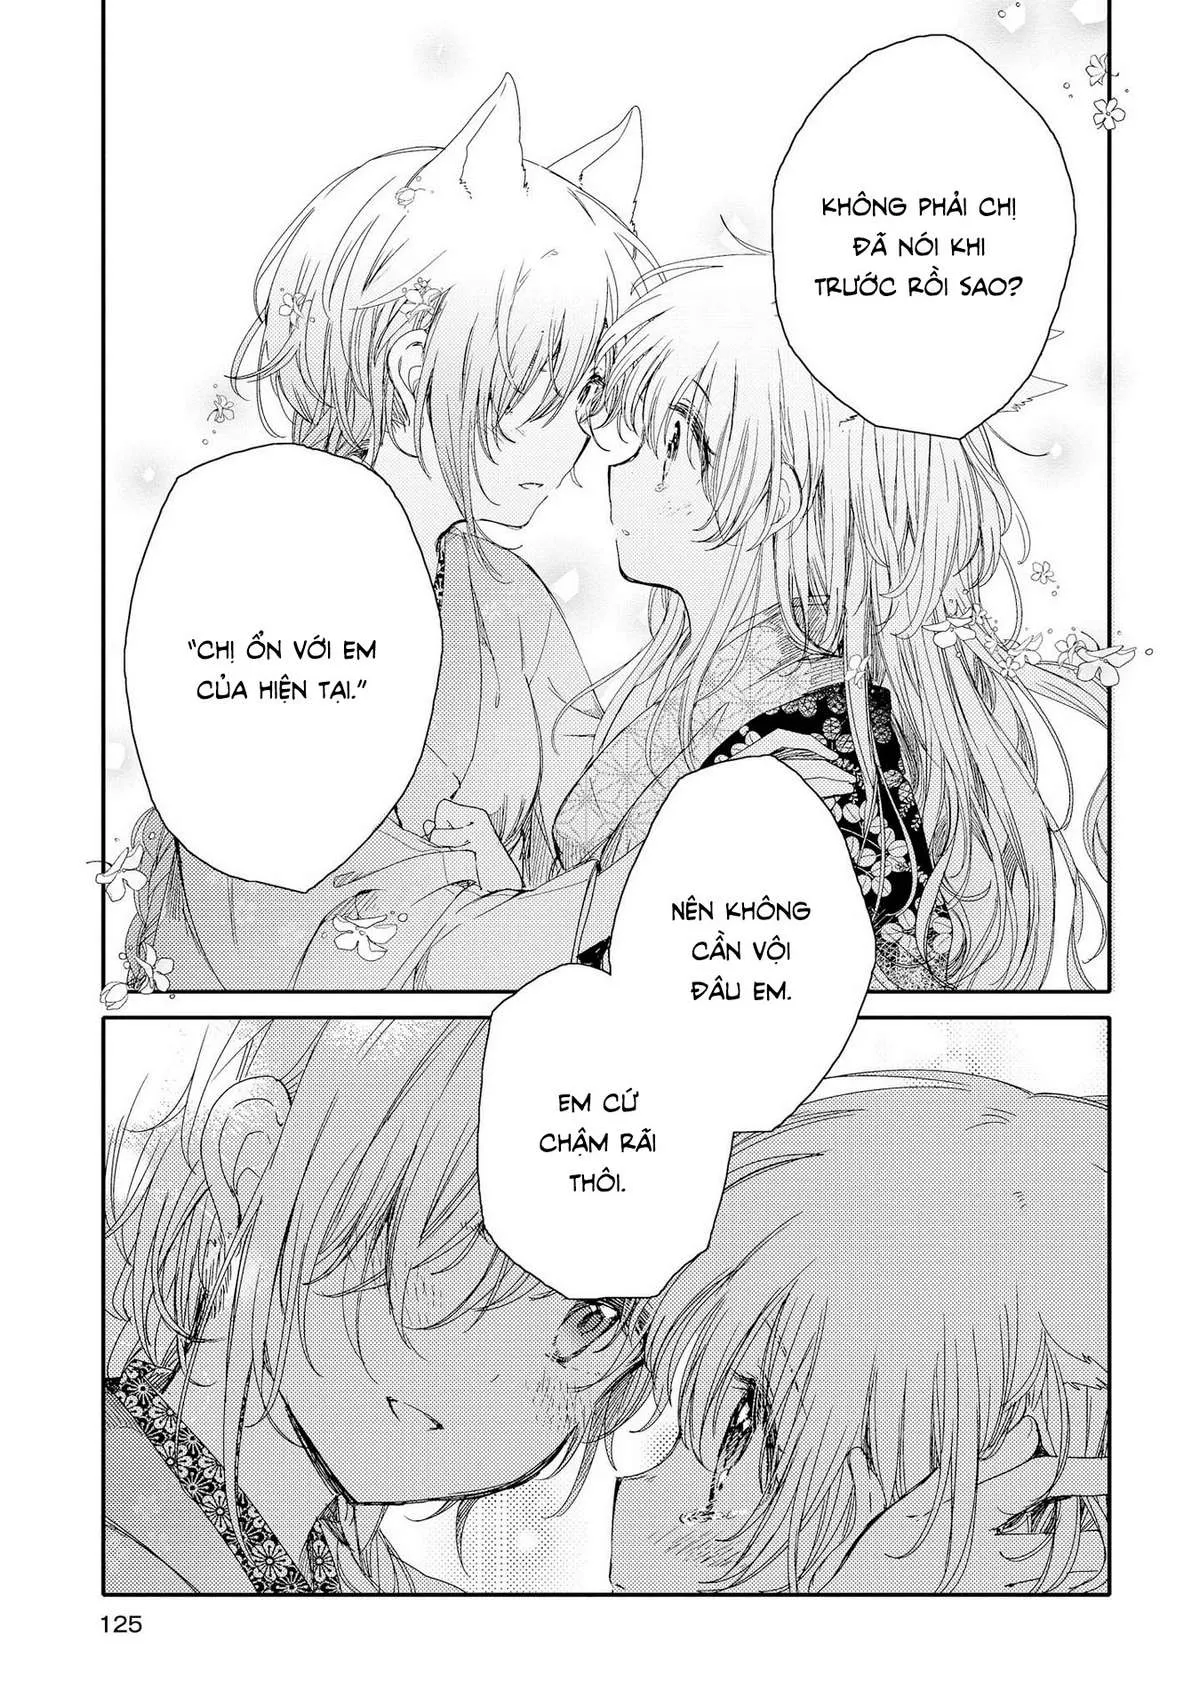 KHÔNG PHẢI CHỊ
ĐÃ NÓI KHI
TRƯỚC RỒI SAO?
"CHỊ ỔN VỚI EM
CỦA HIỆN TẠI."
NÊN KHÔNG
CẦN VỘI
ĐÂU EM.
EM CỨ
CHẬM RÃI
THÔI.
125